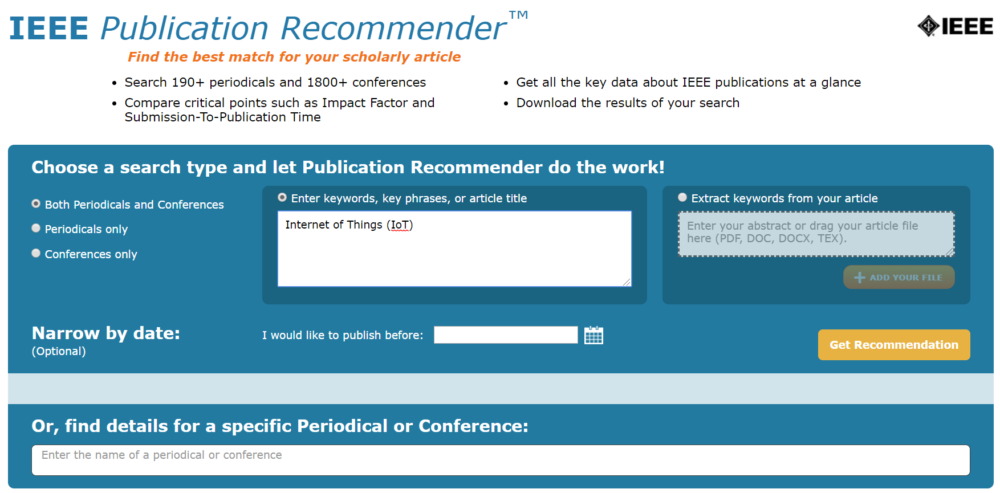 IEEE Publication Recommender™
IEEE
Find the best match for your scholarly article
Search 190+ periodicals and 1800+ conferences
Compare critical points such as Impact Factor and
Submission-To-Publication Time
Get all the key data about IEEE publications at a glance
Download the results of your search
Choose a search type and let Publication Recommender do the work!
Both Periodicals and Conferences
Periodicals only
Conferences only
Enter keywords, key phrases, or article title
Internet of Things (IoT)
Extract keywords from your article
Enter your abstract or drag your article file
here (PDF, DOC, DOCX, TEX).
ADD YOUR FILE
Narrow by date:
(Optional)
I would like to publish before:
Get Recommendation
Or, find details for a specific Periodical or Conference:
Enter the name of a periodical or conference